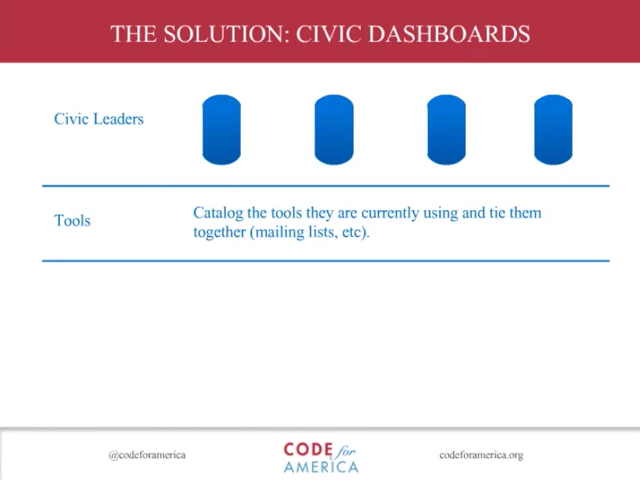 THE SOLUTION: CIVIC DASHBOARDS
Civic Leaders
Tools
Catalog the tools they are currently using and tie them
together (mailing lists, etc).
@codeforamerica
CODE for
AMERICA
codeforamerica.org